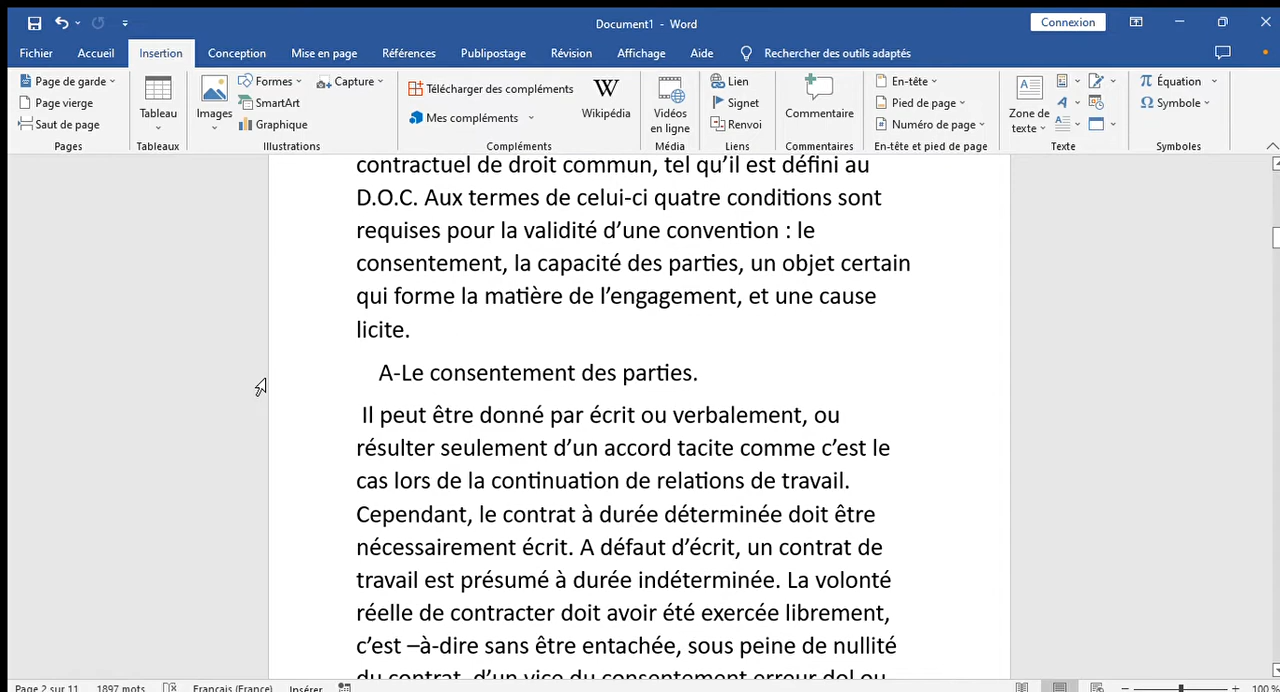 Document1 - Word
Connexion
Fichier Accueil Insertion Conception Mise en page Références Publipostage Révision Affichage Aide Rechercher des outils adaptés
Page de garde
Page vierge
Saut de page
Pages
Tableau
Tableaux
Images
Formes
SmartArt
Graphique
Capture
Illustrations
Télécharger des compléments
Mes compléments
W
Wikipédia
Compléments
Vidéos
en ligne
Média
Lien
Signet
Renvoi
Liens
Commentaire
Commentaires
En-tête
Pied de page
Numéro de page
En-tête et pied de page
Zone de
texte
Texte
π Équation
Ω Symbole
Symboles
contractuel de droit commun, tel qu’il est défini au
D.O.C. Aux termes de celui-ci quatre conditions sont
requises pour la validité d’une convention : le
consentement, la capacité des parties, un objet certain
qui forme la matière de l’engagement, et une cause
licite.
A-Le consentement des parties.
Il peut être donné par écrit ou verbalement, ou
résulter seulement d’un accord tacite comme c’est le
cas lors de la continuation de relations de travail.
Cependant, le contrat à durée déterminée doit être
nécessairement écrit. A défaut d’écrit, un contrat de
travail est présumé à durée indéterminée. La volonté
réelle de contracter doit avoir été exercée librement,
c’est –à-dire sans être entachée, sous peine de nullité
du contrat, d’un vice du consentement erreur dol ou
Page 2 sur 11 1897 mots Français (France) Insérer 100 %